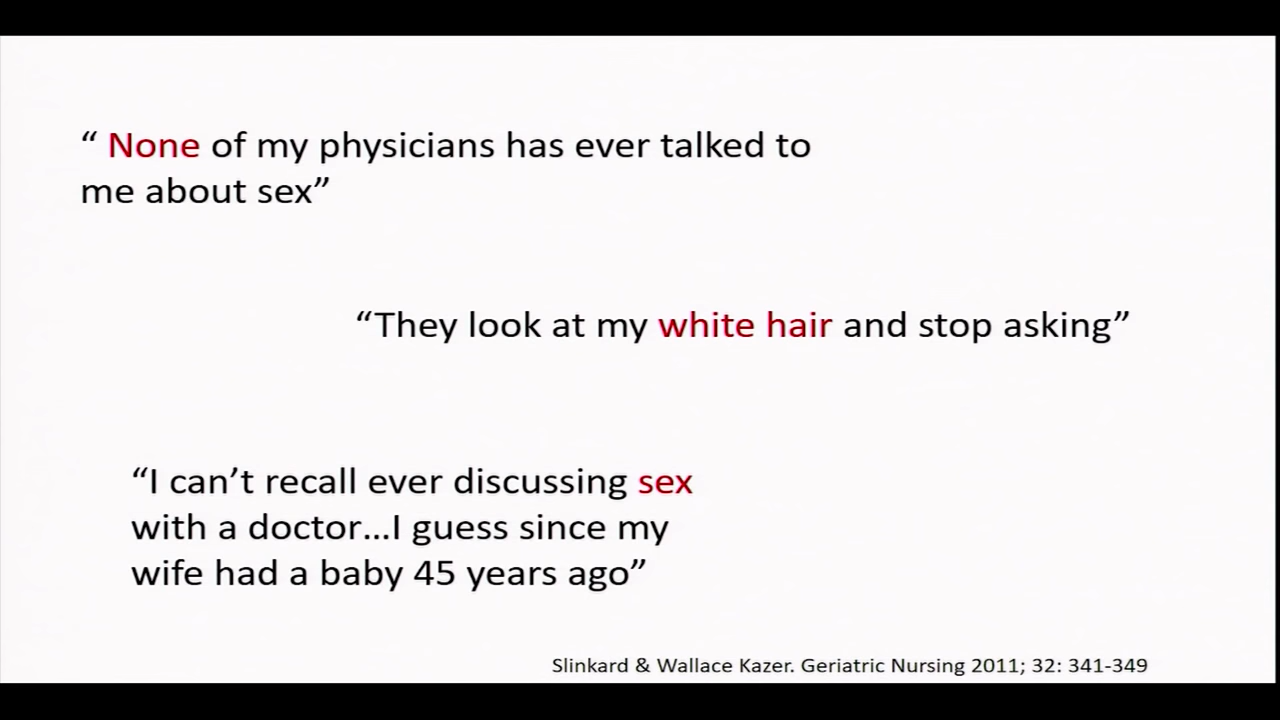 “ None of my physicians has ever talked to
me about sex”
“They look at my white hair and stop asking”
“I can’t recall ever discussing sex
with a doctor…I guess since my
wife had a baby 45 years ago”
Slinkard & Wallace Kazer. Geriatric Nursing 2011; 32: 341-349